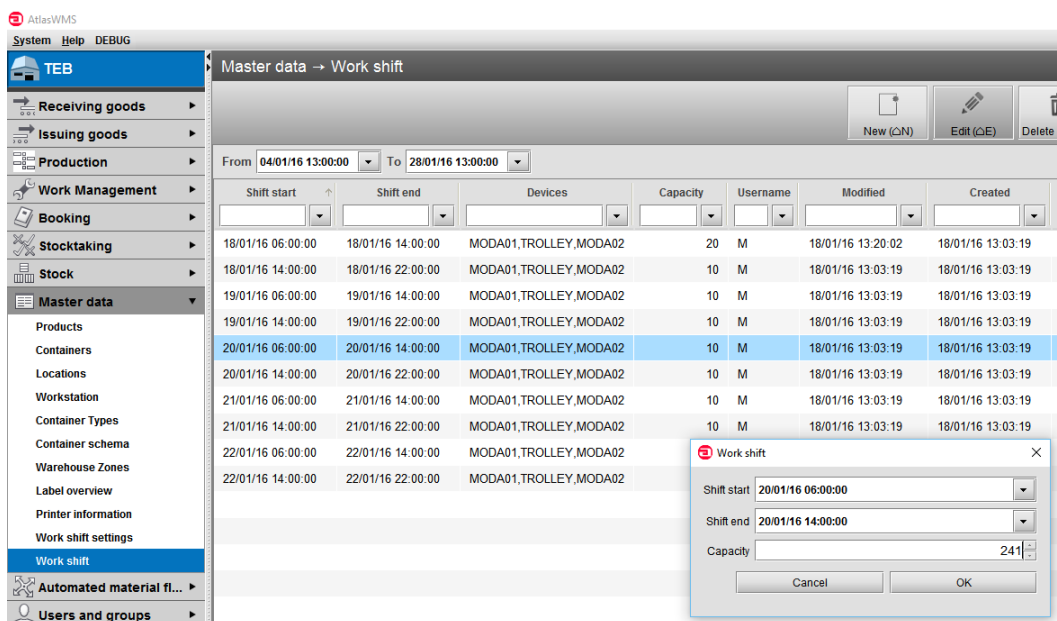 AtlasWMS
System Help DEBUG
TEB
Master data → Work shift
New (⌂N) Edit (⌂E) Delete
Receiving goods
Issuing goods
Production
Work Management
Booking
Stocktaking
Stock
Master data
Products
Containers
Locations
Workstation
Container Types
Container schema
Warehouse Zones
Label overview
Printer information
Work shift settings
Work shift
Automated material fl...
Users and groups
From 04/01/16 13:00:00 To 28/01/16 13:00:00
Shift start Shift end Devices Capacity Username Modified Created
18/01/16 06:00:00 18/01/16 14:00:00 MODA01,TROLLEY,MODA02 20 M 18/01/16 13:20:02 18/01/16 13:03:19
18/01/16 14:00:00 18/01/16 22:00:00 MODA01,TROLLEY,MODA02 10 M 18/01/16 13:03:19 18/01/16 13:03:19
19/01/16 06:00:00 19/01/16 14:00:00 MODA01,TROLLEY,MODA02 10 M 18/01/16 13:03:19 18/01/16 13:03:19
19/01/16 14:00:00 19/01/16 22:00:00 MODA01,TROLLEY,MODA02 10 M 18/01/16 13:03:19 18/01/16 13:03:19
20/01/16 06:00:00 20/01/16 14:00:00 MODA01,TROLLEY,MODA02 10 M 18/01/16 13:03:19 18/01/16 13:03:19
20/01/16 14:00:00 20/01/16 22:00:00 MODA01,TROLLEY,MODA02 10 M 18/01/16 13:03:19 18/01/16 13:03:19
21/01/16 06:00:00 21/01/16 14:00:00 MODA01,TROLLEY,MODA02 10 M 18/01/16 13:03:19 18/01/16 13:03:19
21/01/16 14:00:00 21/01/16 22:00:00 MODA01,TROLLEY,MODA02 10 M 18/01/16 13:03:19 18/01/16 13:03:19
22/01/16 06:00:00 22/01/16 14:00:00 MODA01,TROLLEY,MODA02
22/01/16 14:00:00 22/01/16 22:00:00 MODA01,TROLLEY,MODA02
Work shift
Shift start 20/01/16 06:00:00
Shift end 20/01/16 14:00:00
Capacity 241
Cancel OK